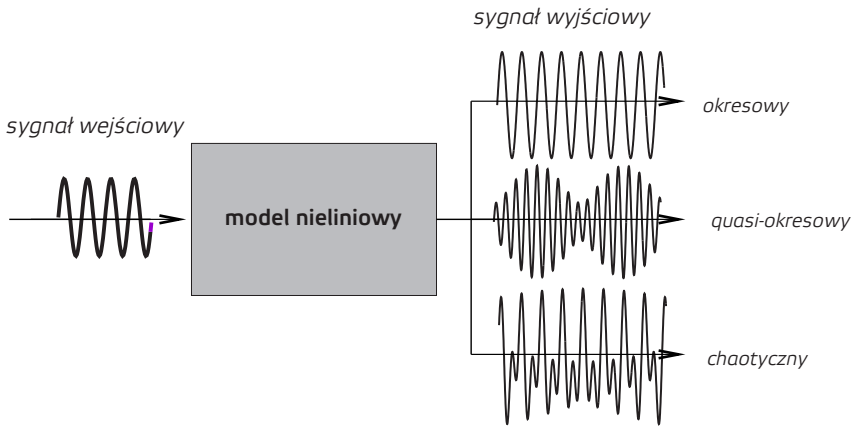 sygnał wyjściowy
okresowy
sygnał wejściowy
model nieliniowy
quasi-okresowy
chaotyczny